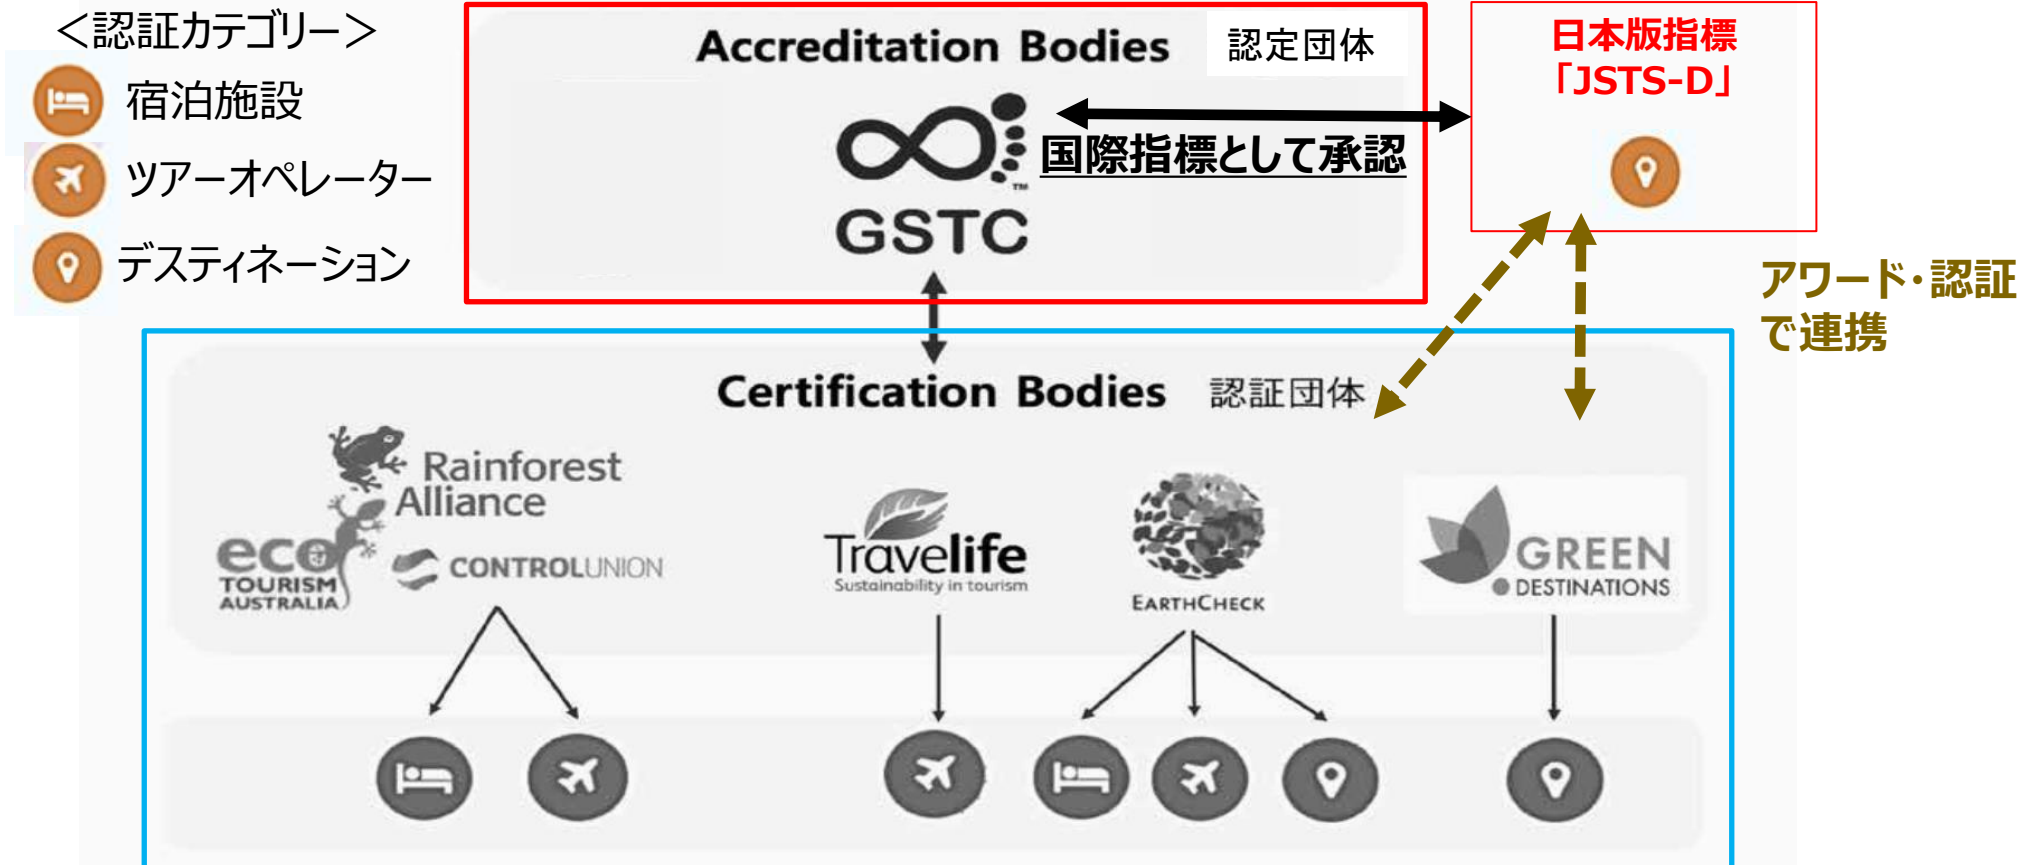 ＜認証カテゴリー＞
宿泊施設
ツアーオペレーター
デスティネーション
Accreditation Bodies 認定団体
GSTC
TM
国際指標として承認
日本版指標
「JSTS-D」
アワード・認証
で連携
Certification Bodies 認証団体
Rainforest
Alliance
eco
TOURISM
AUSTRALIA
CONTROLUNION
Travelife
Sustainability in tourism
EARTHCHECK
GREEN
DESTINATIONS